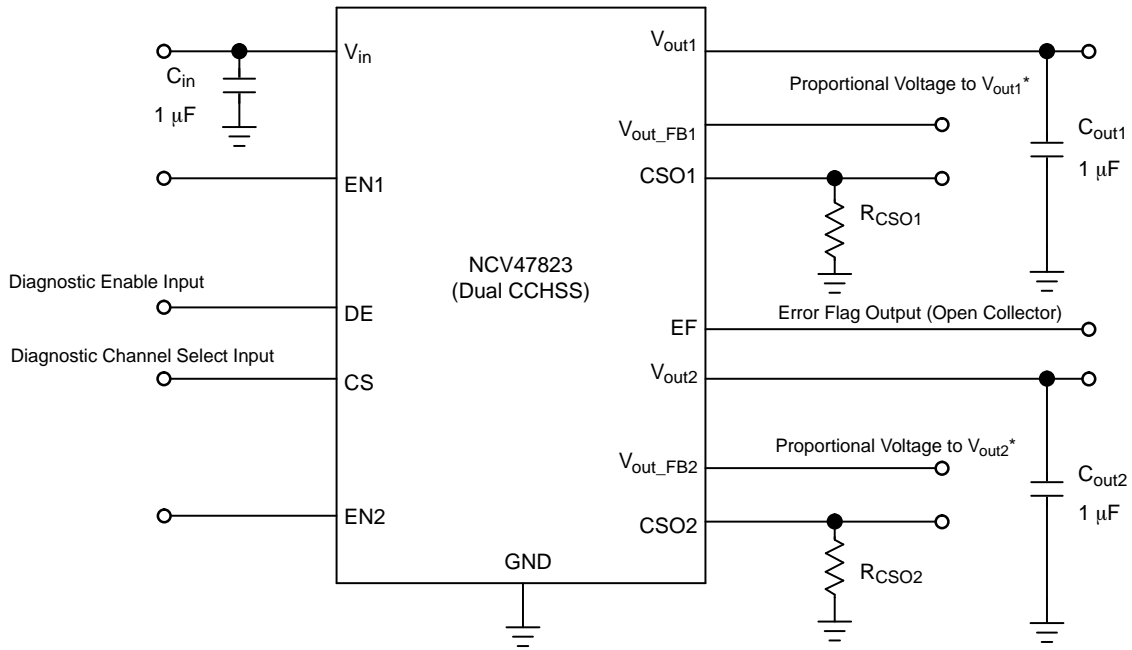 V_in
C_in
1 μF
EN1
Diagnostic Enable Input
DE
Diagnostic Channel Select Input
CS
EN2
NCV47823
(Dual CCHSS)
GND
V_out1
Proportional Voltage to V_out1*
V_out_FB1
C_out1
1 μF
CSO1
R_CSO1
Error Flag Output (Open Collector)
EF
V_out2
Proportional Voltage to V_out2*
V_out_FB2
C_out2
1 μF
CSO2
R_CSO2